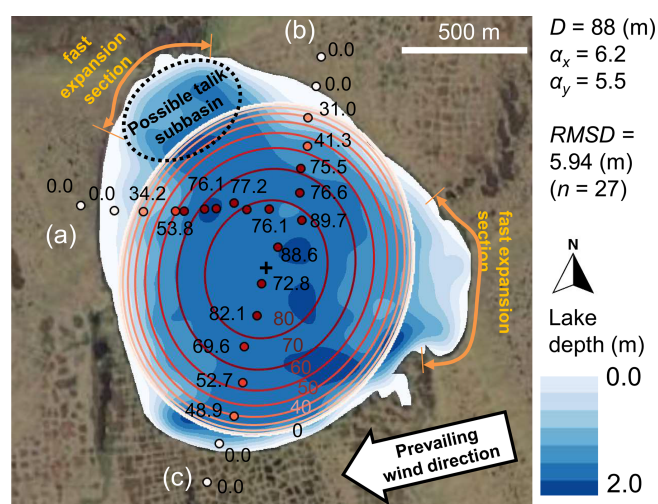 (b)
500 m
D = 88 (m)
αx = 6.2
αy = 5.5
RMSD =
5.94 (m)
(n = 27)
fast
expansion
section
Possible talik
subbasin
0.0
0.0
31.0
41.3
75.5
76.6
89.7
0.0
0.0
34.2
53.8
76.1
77.2
76.1
(a)
88.6
72.8
82.1
69.6
52.7
48.9
0.0
0.0
(c)
80
70
60
50
40
0
fast expansion
section
N
Lake
depth (m)
0.0
2.0
Prevailing
wind direction